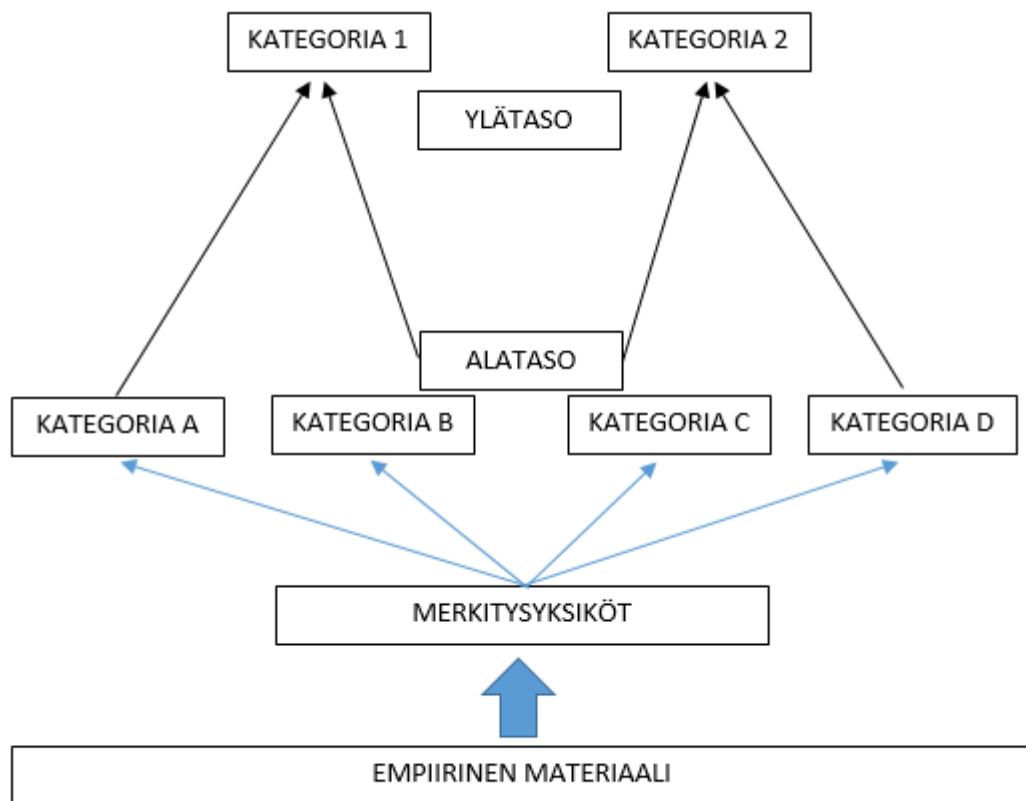 KATEGORIA 1
KATEGORIA 2
YLÄTASO
ALATASO
KATEGORIA A
KATEGORIA B
KATEGORIA C
KATEGORIA D
MERKITYSYKSIKÖT
EMPIIRINEN MATERIAALI